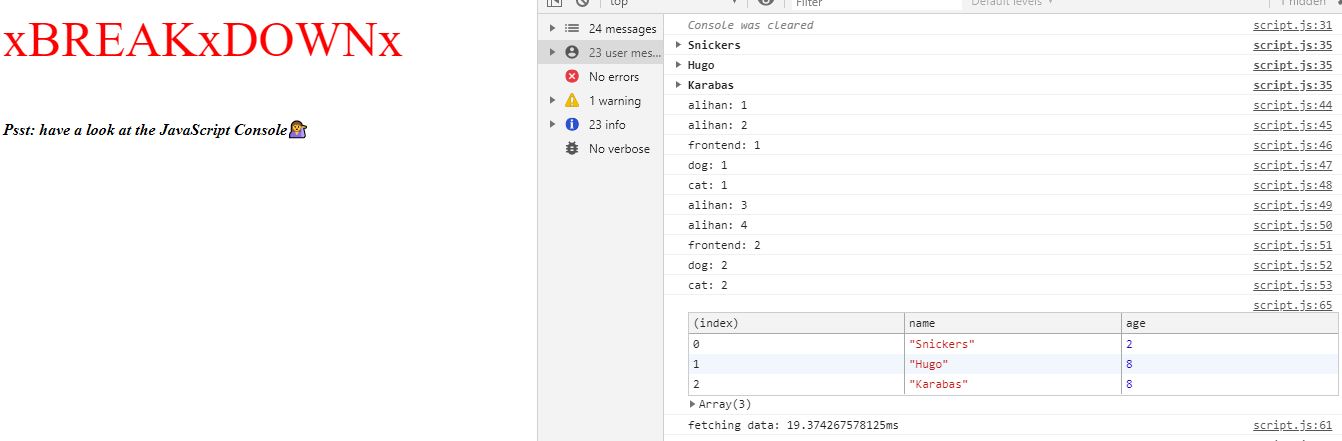 top
Filter
Default levels
1 hidden
xBREAKxDOWNx
Psst: have a look at the JavaScript Console🤷‍♀️
24 messages
23 user mes...
No errors
1 warning
23 info
No verbose
Console was cleared script.js:31
Snickers script.js:35
Hugo script.js:35
Karabas script.js:35
alihan: 1 script.js:44
alihan: 2 script.js:45
frontend: 1 script.js:46
dog: 1 script.js:47
cat: 1 script.js:48
alihan: 3 script.js:49
alihan: 4 script.js:50
frontend: 2 script.js:51
dog: 2 script.js:52
cat: 2 script.js:53
script.js:65
(index) name age
0 "Snickers" 2
1 "Hugo" 8
2 "Karabas" 8
Array(3)
fetching data: 19.374267578125ms script.js:61